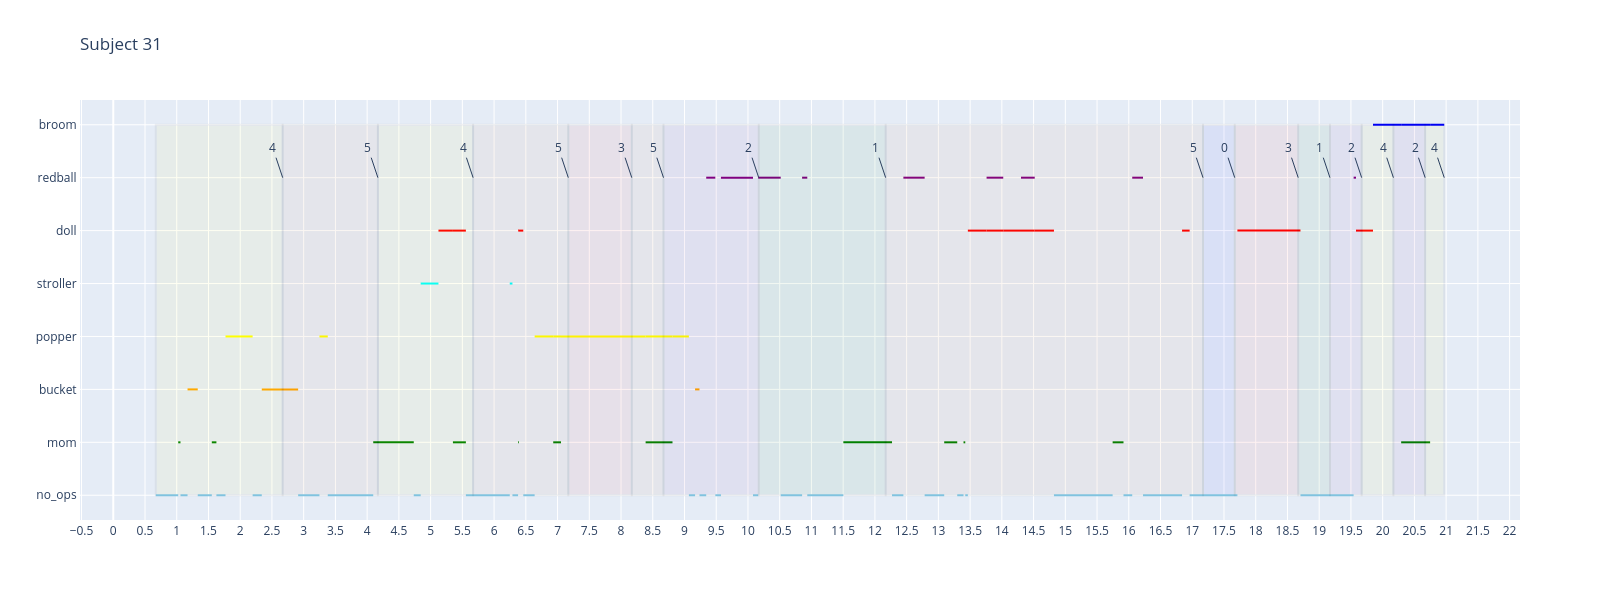 Subject 31
broom
4 5 4 5 3 5 2 1 5 0 3 1 2 4 2 4
redball
doll
stroller
popper
bucket
mom
no_ops
−0.5 0 0.5 1 1.5 2 2.5 3 3.5 4 4.5 5 5.5 6 6.5 7 7.5 8 8.5 9 9.5 10 10.5 11 11.5 12 12.5 13 13.5 14 14.5 15 15.5 16 16.5 17 17.5 18 18.5 19 19.5 20 20.5 21 21.5 22